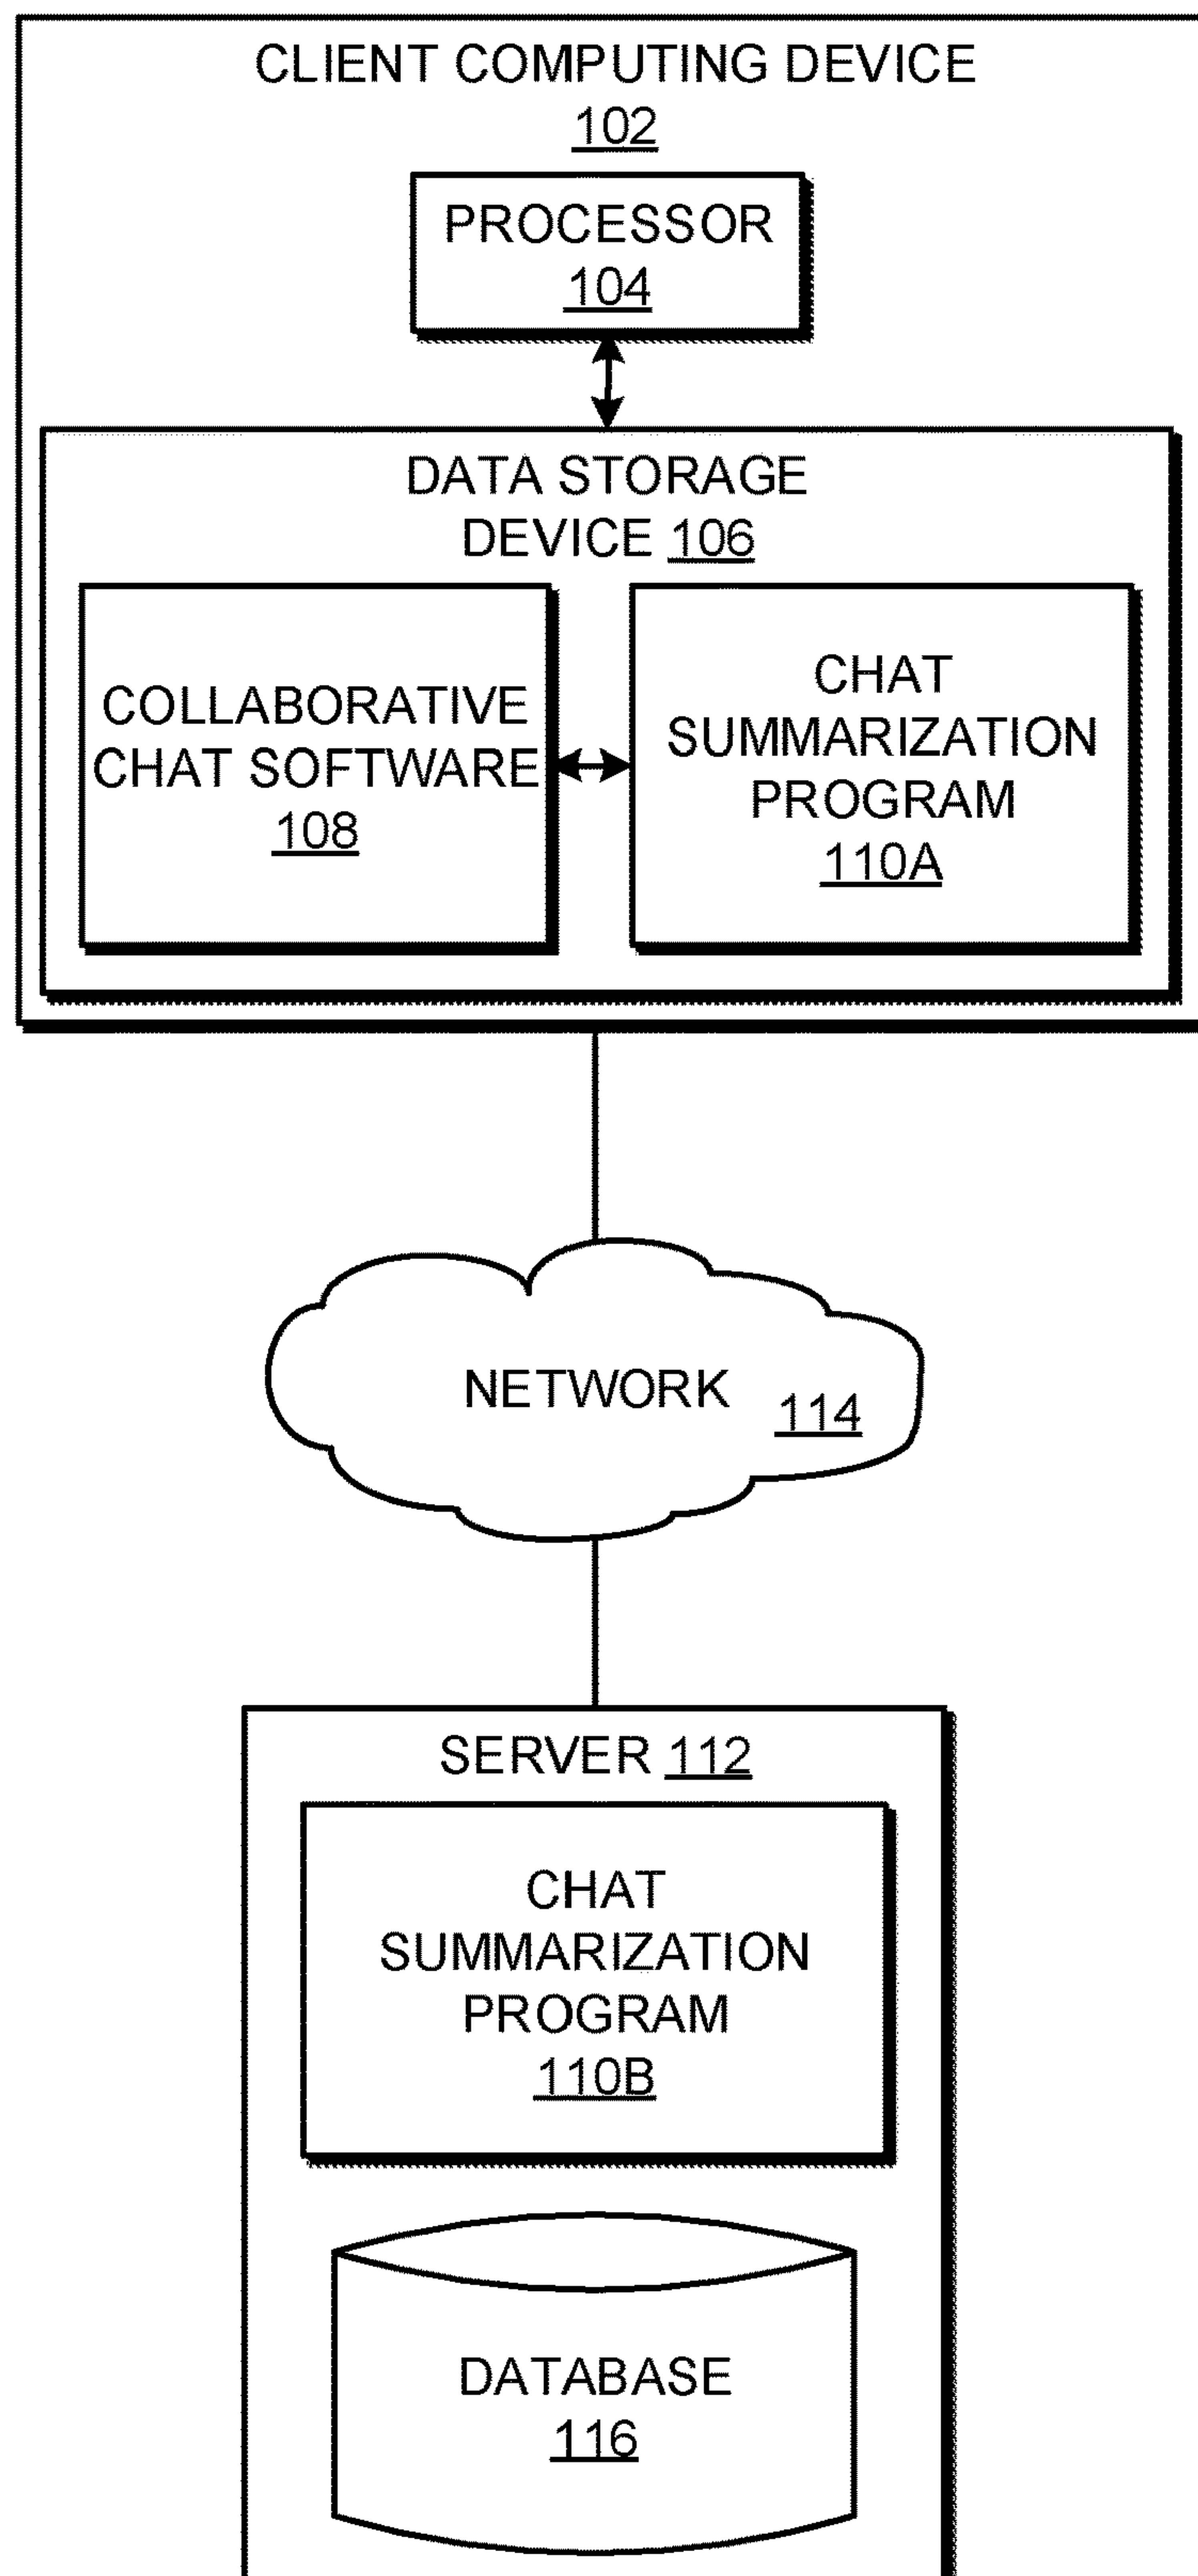 CLIENT COMPUTING DEVICE
102
PROCESSOR
104
DATA STORAGE
DEVICE 106
COLLABORATIVE
CHAT SOFTWARE
108
CHAT
SUMMARIZATION
PROGRAM
110A
NETWORK 114
SERVER 112
CHAT
SUMMARIZATION
PROGRAM
110B
DATABASE
116